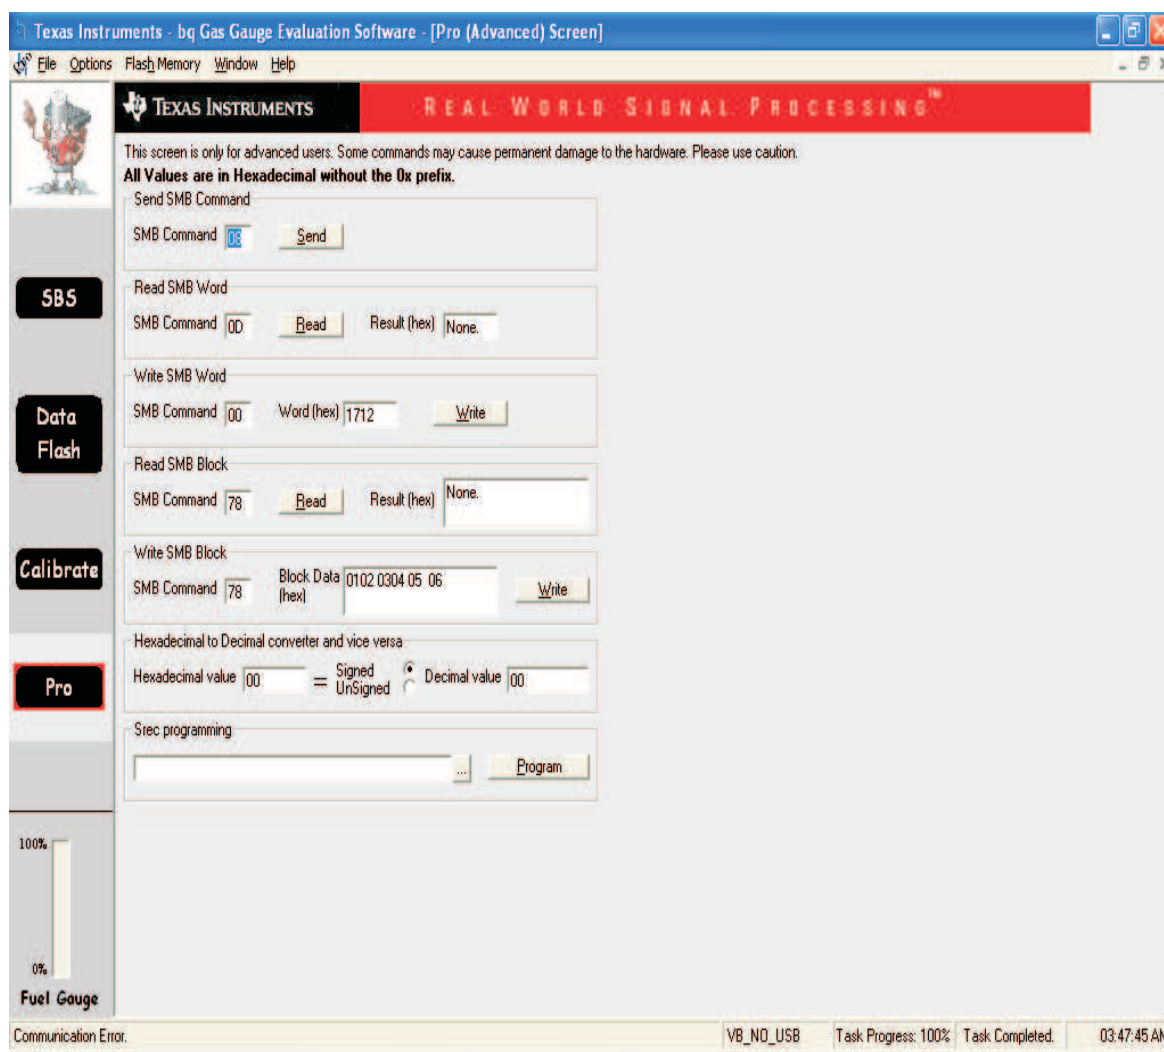 Texas Instruments - bq Gas Gauge Evaluation Software - [Pro (Advanced) Screen]
File Options Flash Memory Window Help
TEXAS INSTRUMENTS REAL WORLD SIGNAL PROCESSING™
This screen is only for advanced users. Some commands may cause permanent damage to the hardware. Please use caution.
All Values are in Hexadecimal without the 0x prefix.
Send SMB Command
SMB Command 08 Send
SBS
Read SMB Word
SMB Command 0D Read Result (hex) None.
Write SMB Word
SMB Command 00 Word (hex) 1712 Write
Data
Flash
Read SMB Block
SMB Command 78 Read Result (hex) None.
Write SMB Block
SMB Command 78 Block Data (hex) 0102 0304 05 06 Write
Calibrate
Hexadecimal to Decimal converter and vice versa
Hexadecimal value 00 = Signed UnSigned Decimal value 00
Pro
Srec programming
... Program
100%
0%
Fuel Gauge
Communication Error. VB_NO_USB Task Progress: 100% Task Completed. 03:47:45 AM